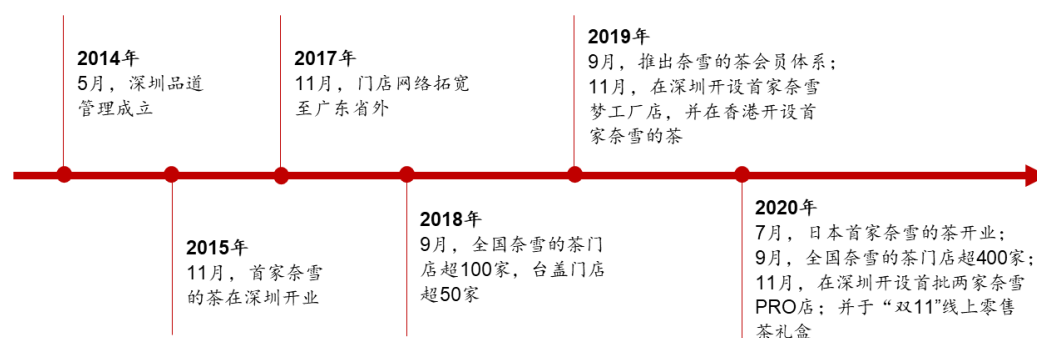 2014年
5月，深圳品道
管理成立
2015年
11月，首家奈雪
的茶在深圳开业
2017年
11月，门店网络拓宽
至广东省外
2018年
9月，全国奈雪的茶门
店超100家，台盖门店
超50家
2019年
9月，推出奈雪的茶会员体系；
11月，在深圳开设首家奈雪
梦工厂店，并在香港开设首
家奈雪的茶
2020年
7月，日本首家奈雪的茶开业；
9月，全国奈雪的茶门店超400家；
11月，在深圳开设首批两家奈雪
PRO店；并于“双11”线上零售
茶礼盒